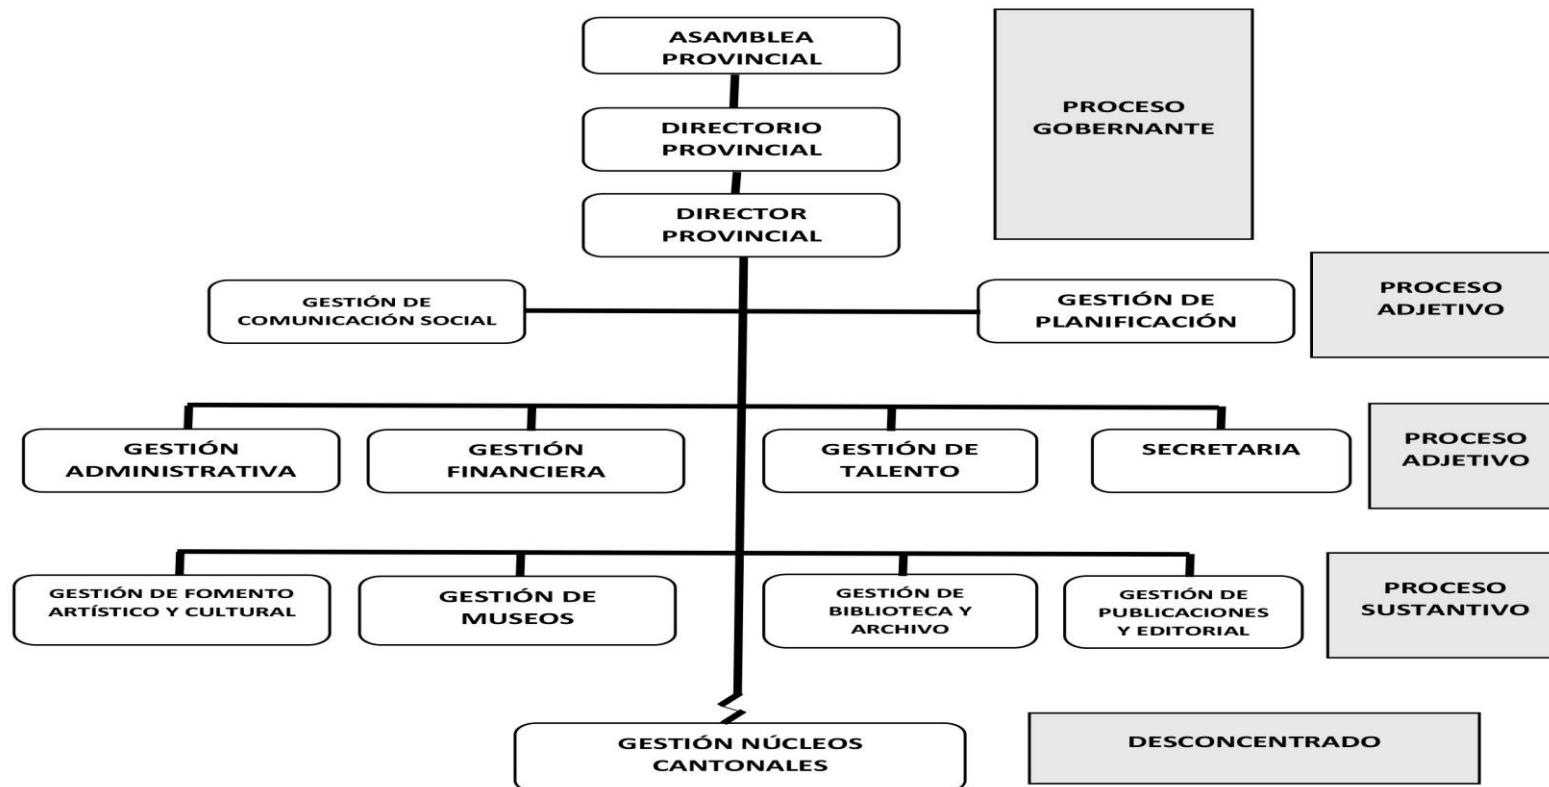 ASAMBLEA
PROVINCIAL
PROCESO
GOBERNANTE
DIRECTORIO
PROVINCIAL
DIRECTOR
PROVINCIAL
GESTIÓN DE
COMUNICACIÓN SOCIAL
GESTIÓN DE
PLANIFICACIÓN
PROCESO
ADJETIVO
GESTIÓN
ADMINISTRATIVA
GESTIÓN
FINANCIERA
GESTIÓN DE
TALENTO
SECRETARIA
PROCESO
ADJETIVO
GESTIÓN DE FOMENTO
ARTÍSTICO Y CULTURAL
GESTIÓN DE
MUSEOS
GESTIÓN DE
BIBLIOTECA Y
ARCHIVO
GESTIÓN DE
PUBLICACIONES
Y EDITORIAL
PROCESO
SUSTANTIVO
GESTIÓN NÚCLEOS
CANTONALES
DESCONCENTRADO